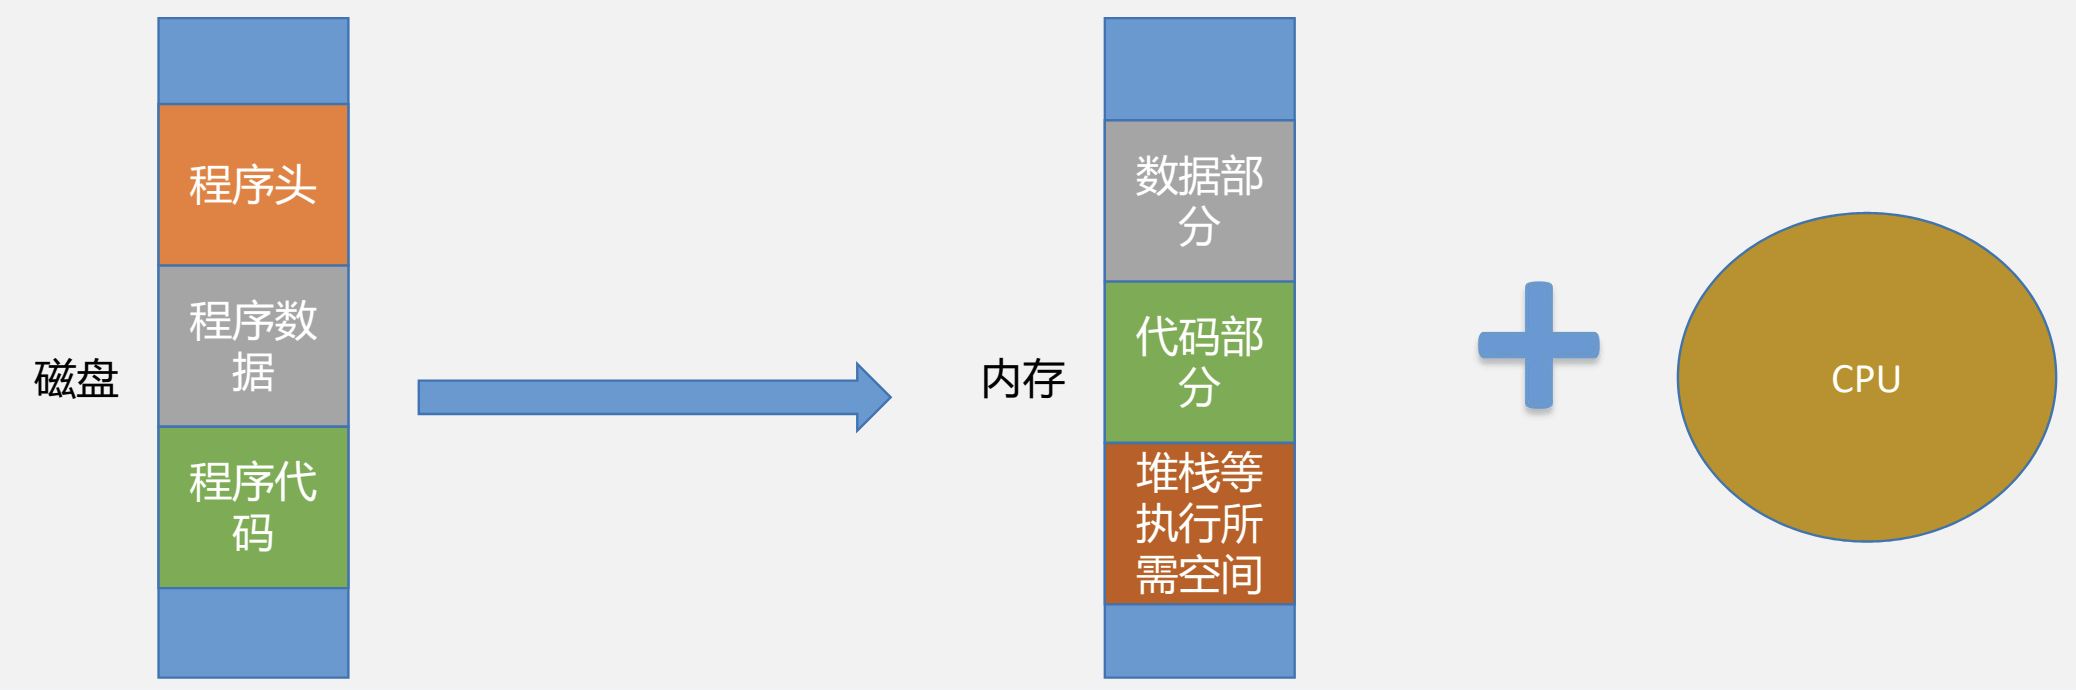 磁盘
程序头
程序数
据
程序代
码
内存
数据部
分
代码部
分
堆栈等
执行所
需空间
CPU